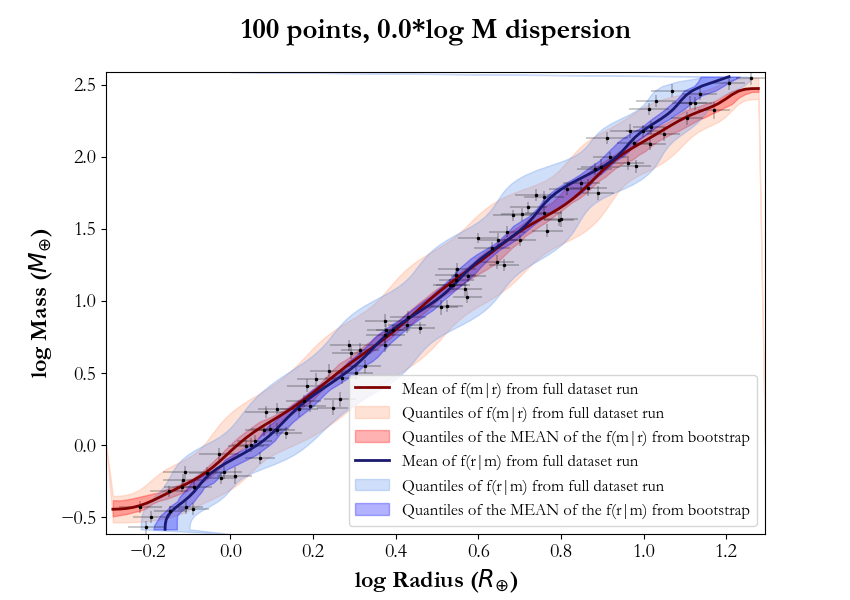 100 points, 0.0*log M dispersion
2.5
2.0
1.5
1.0
0.5
0.0
−0.5
log Mass (M⊕)
Mean of f(m|r) from full dataset run
Quantiles of f(m|r) from full dataset run
Quantiles of the MEAN of the f(m|r) from bootstrap
Mean of f(r|m) from full dataset run
Quantiles of f(r|m) from full dataset run
Quantiles of the MEAN of the f(r|m) from bootstrap
−0.2 0.0 0.2 0.4 0.6 0.8 1.0 1.2
log Radius (R⊕)